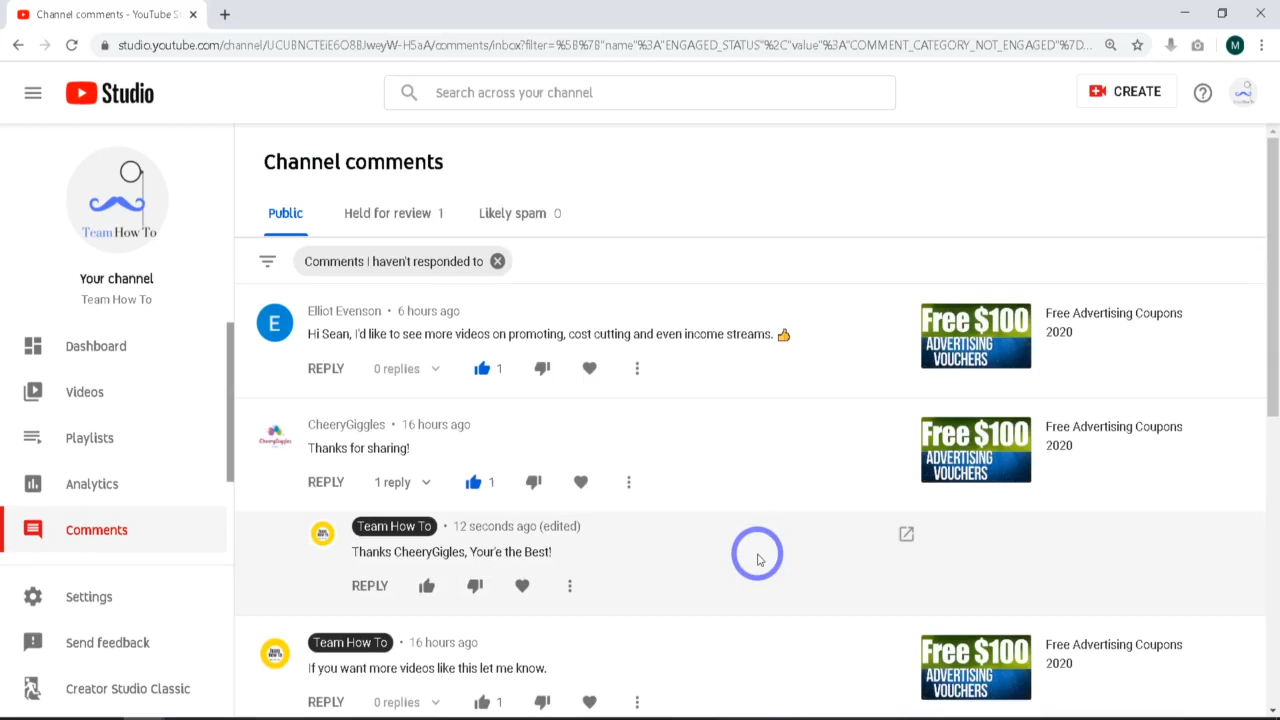 Channel comments - YouTube St
studio.youtube.com/channel/UCUBNCTEiE6O8BJweyW-H5aA/comments/inbox?filter=%5B%7B"name"%3A"ENGAGED_STATUS"%2C"value"%3A"COMMENT_CATEGORY_NOT_ENGAGED"%7D...
M
Studio
Search across your channel
CREATE
Team How To
Your channel
Team How To
Dashboard
Videos
Playlists
Analytics
Comments
Settings
Send feedback
Creator Studio Classic
Channel comments
Public
Held for review 1
Likely spam 0
Comments I haven't responded to
E
Elliot Evenson • 6 hours ago
Hi Sean, I'd like to see more videos on promoting, cost cutting and even income streams. 👍
REPLY 0 replies 1
Free $100
ADVERTISING
VOUCHERS
Free Advertising Coupons
2020
CheeryGiggles
CheeryGiggles • 16 hours ago
Thanks for sharing!
REPLY 1 reply 1
Free $100
ADVERTISING
VOUCHERS
Free Advertising Coupons
2020
Team How To • 12 seconds ago (edited)
Thanks CheeryGigles, Your'e the Best!
REPLY
Team How To • 16 hours ago
If you want more videos like this let me know.
REPLY 0 replies 1
Free $100
ADVERTISING
VOUCHERS
Free Advertising Coupons
2020